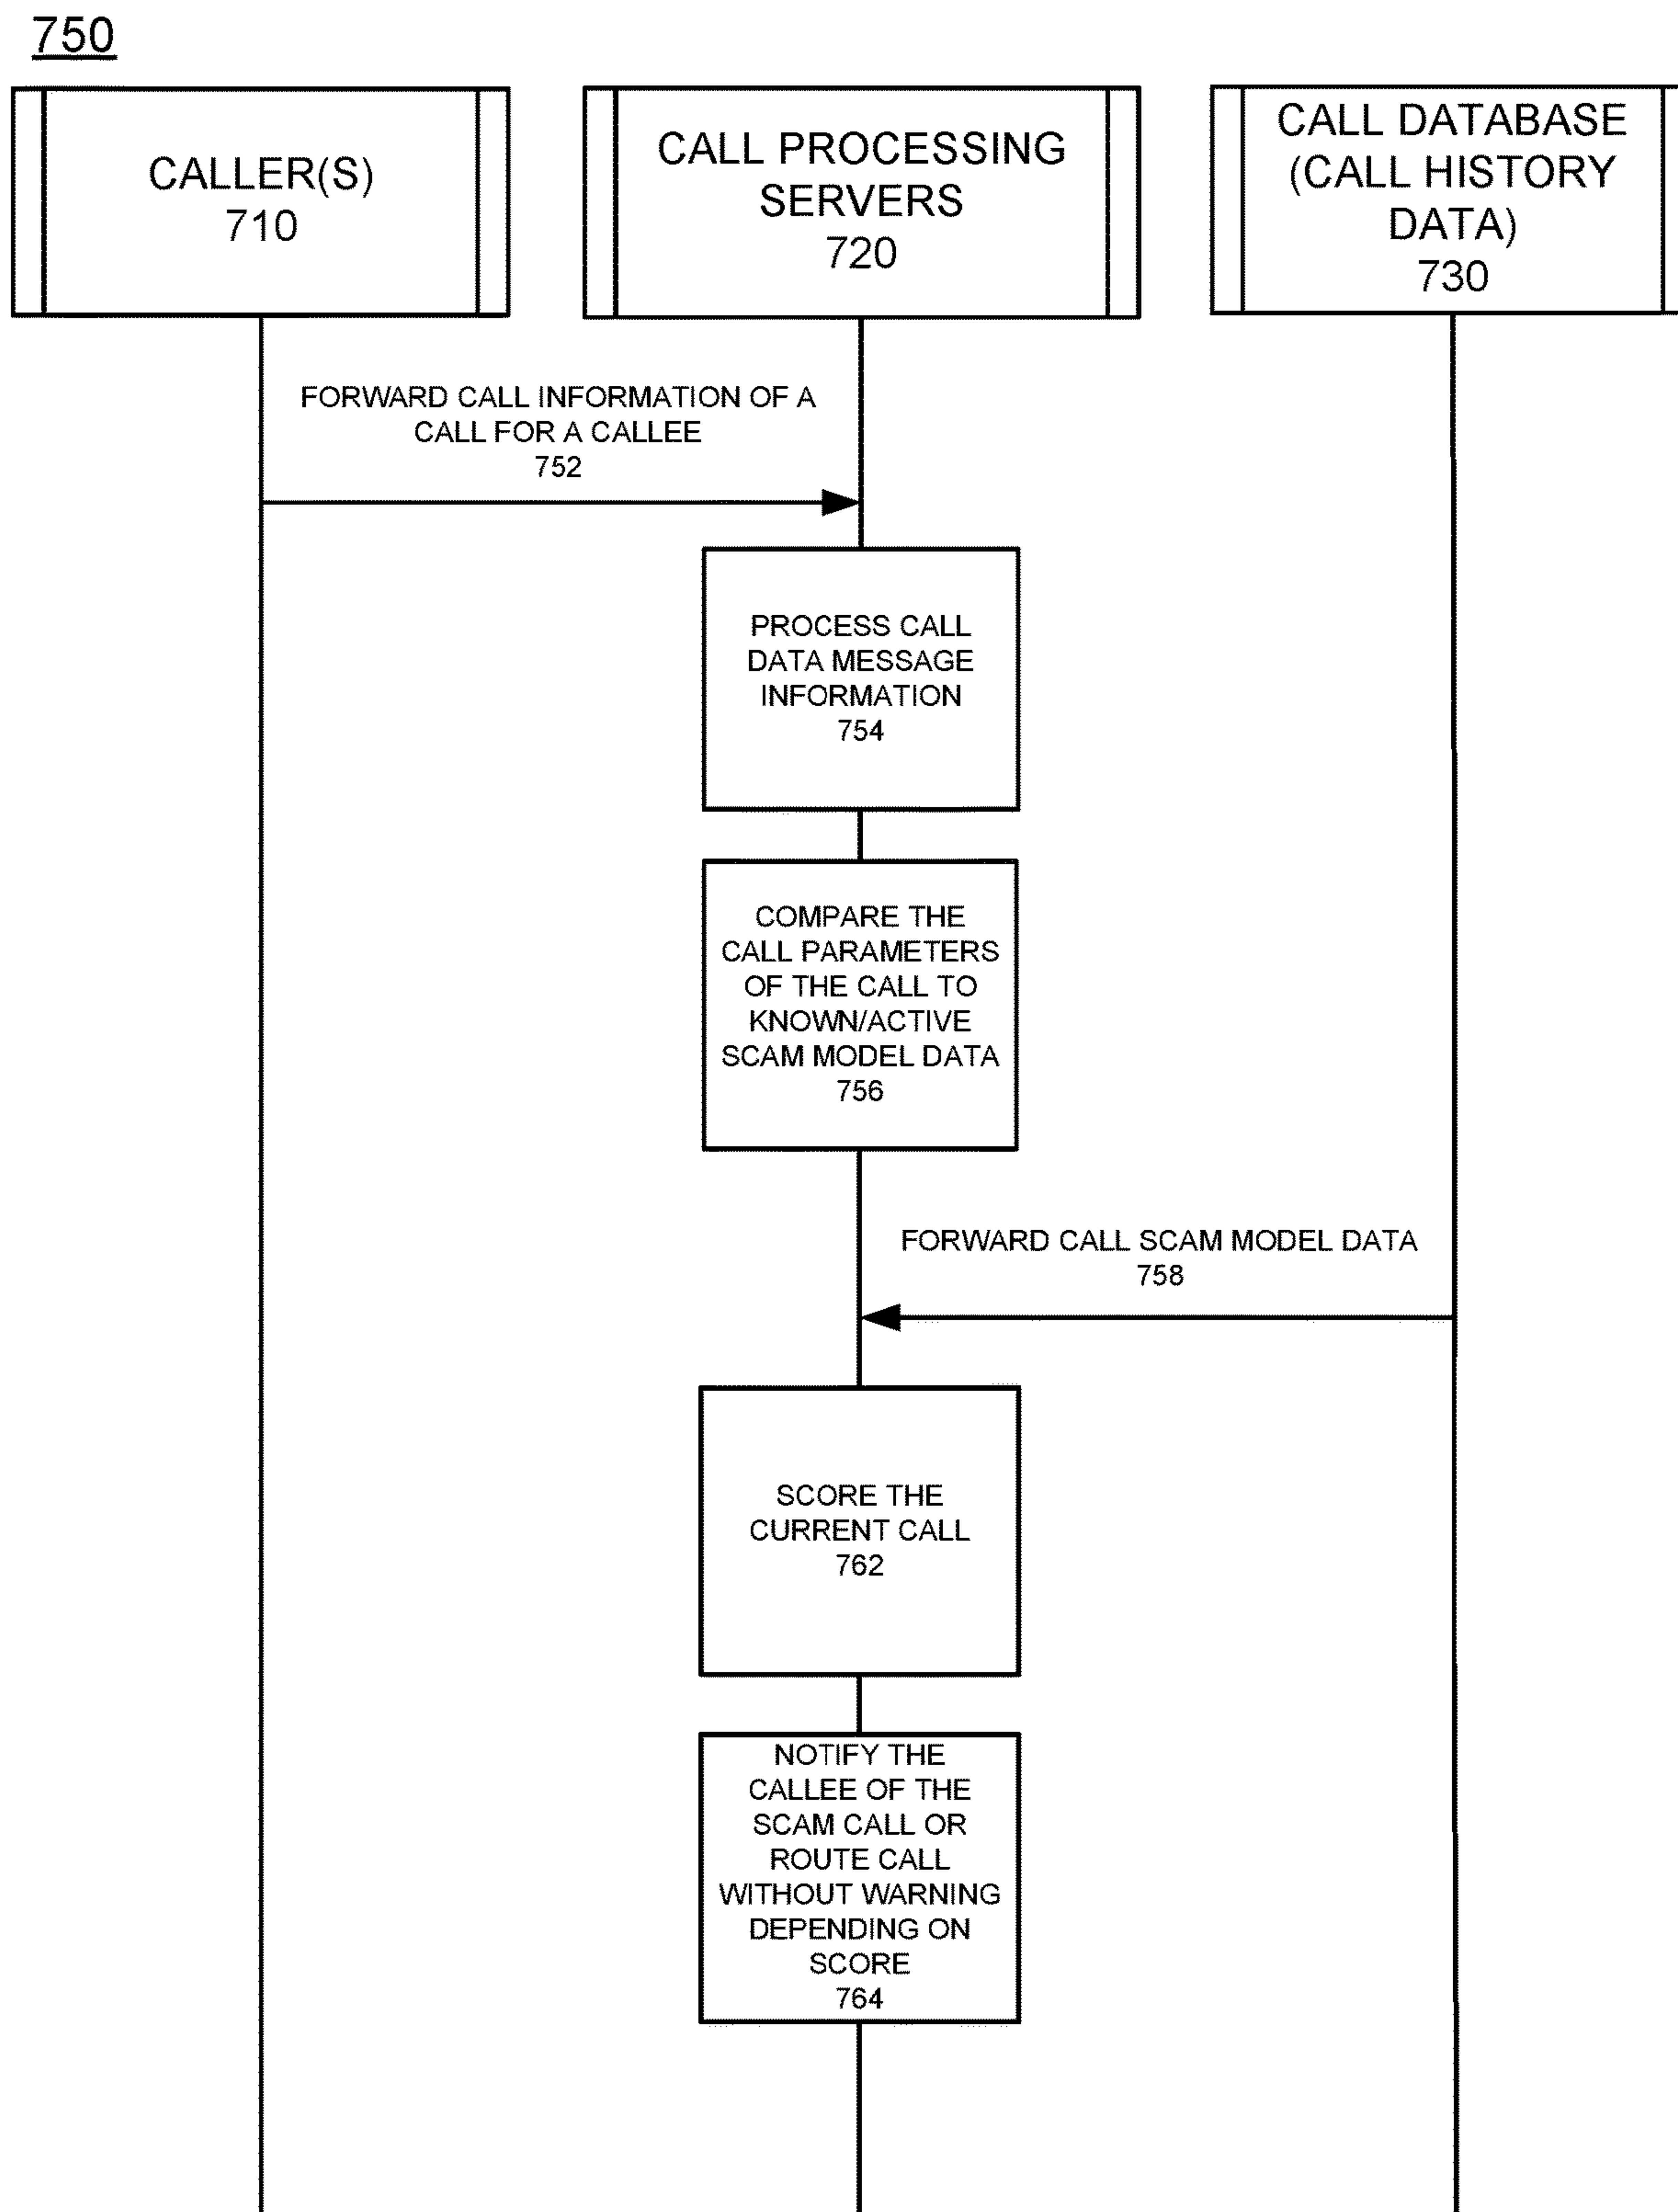 750
CALLER(S)
710
CALL PROCESSING
SERVERS
720
CALL DATABASE
(CALL HISTORY
DATA)
730
FORWARD CALL INFORMATION OF A
CALL FOR A CALLEE
752
PROCESS CALL
DATA MESSAGE
INFORMATION
754
COMPARE THE
CALL PARAMETERS
OF THE CALL TO
KNOWN/ACTIVE
SCAM MODEL DATA
756
FORWARD CALL SCAM MODEL DATA
758
SCORE THE
CURRENT CALL
762
NOTIFY THE
CALLEE OF THE
SCAM CALL OR
ROUTE CALL
WITHOUT WARNING
DEPENDING ON
SCORE
764